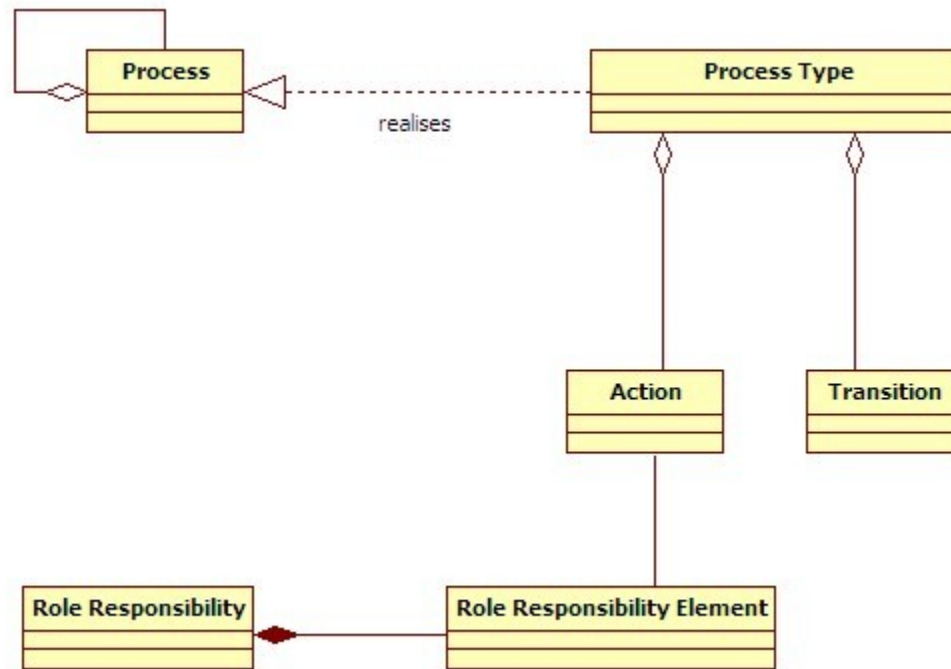 Process
Process Type
realises
Action
Transition
Role Responsibility
Role Responsibility Element